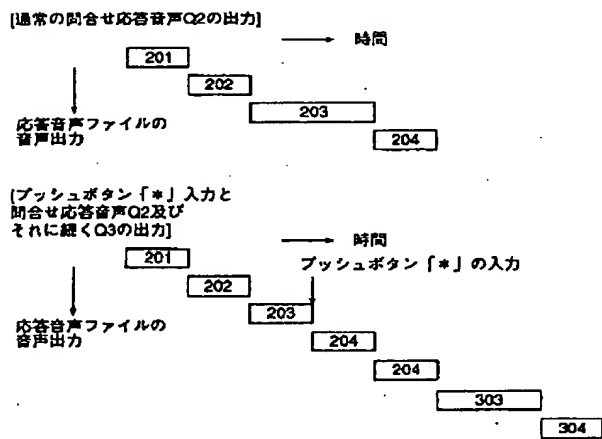 [通常の問合せ応答音声Q2の出力]
時間
201
202
203
204
応答音声ファイルの
音声出力
[プッシュボタン「＊」入力と
問合せ応答音声Q2及び
それに続くQ3の出力]
時間
プッシュボタン「＊」の入力
201
202
203
応答音声ファイルの
音声出力
204
204
303
304